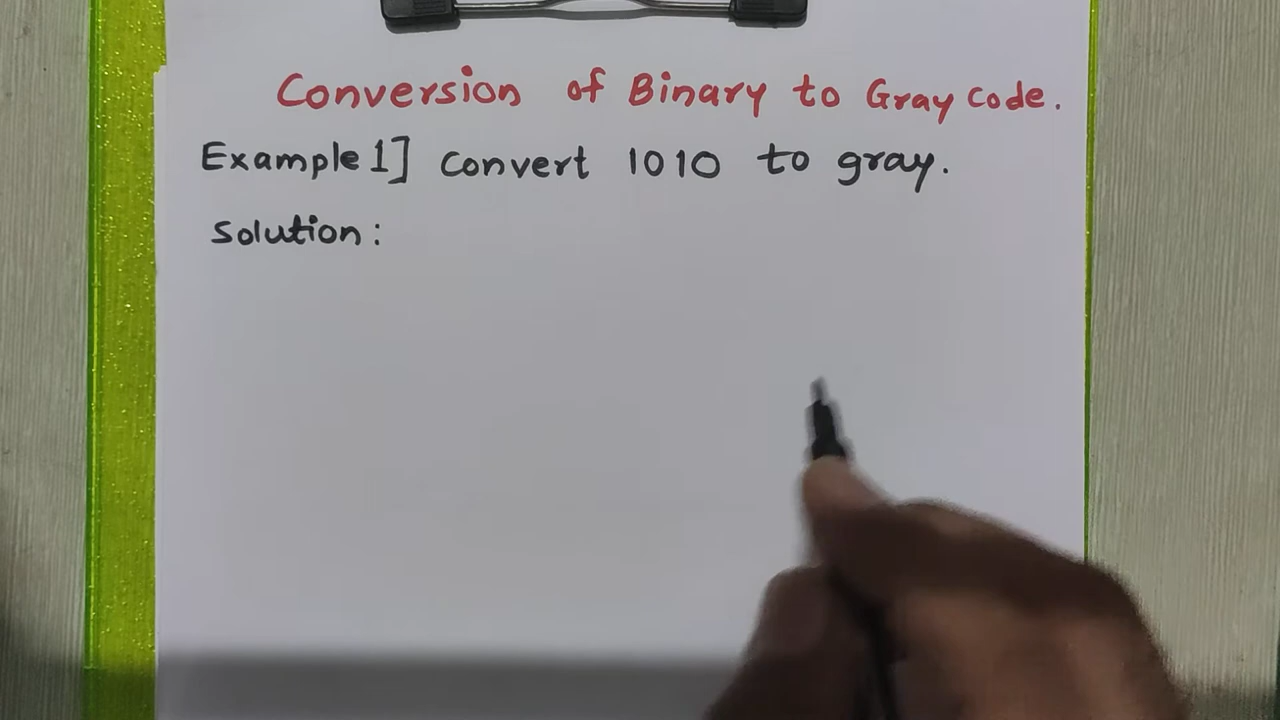 Conversion of Binary to Gray Code.
Example 1] Convert 1010 to gray.
Solution: